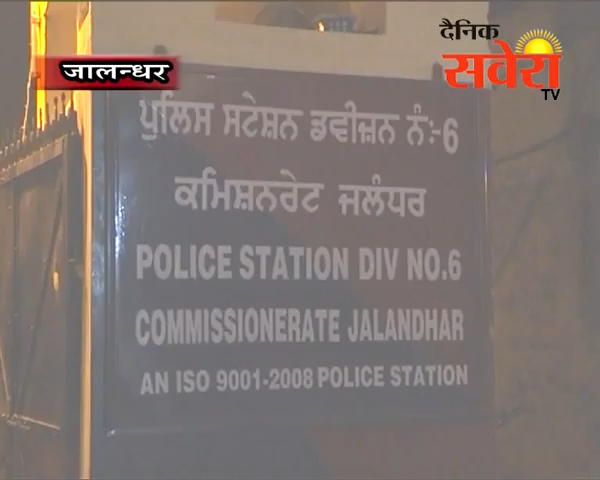 दैनिक
सवेरा
TV
जालन्धर
ਪੁਲਿਸ ਸਟੇਸ਼ਨ ਡਵੀਜ਼ਨ ਨੰ:-6
ਕਮਿਸ਼ਨਰੇਟ ਜਲੰਧਰ
POLICE STATION DIV NO.6
COMMISSIONERATE JALANDHAR
AN ISO 9001-2008 POLICE STATION